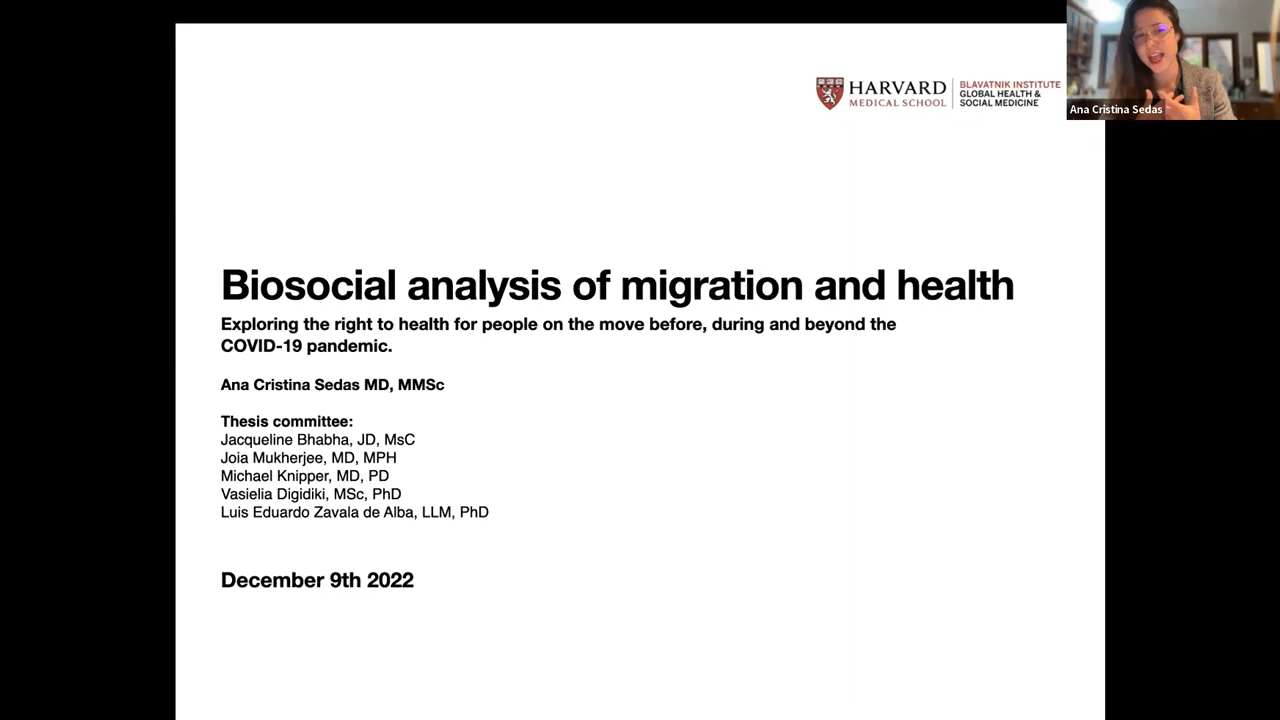 HARVARD
MEDICAL SCHOOL
BLAVATNIK INSTITUTE
GLOBAL HEALTH &
SOCIAL MEDICINE
Ana Cristina Sedas
Biosocial analysis of migration and health
Exploring the right to health for people on the move before, during and beyond the
COVID-19 pandemic.
Ana Cristina Sedas MD, MMSc
Thesis committee:
Jacqueline Bhabha, JD, MsC
Joia Mukherjee, MD, MPH
Michael Knipper, MD, PD
Vasielia Digidiki, MSc, PhD
Luis Eduardo Zavala de Alba, LLM, PhD
December 9th 2022